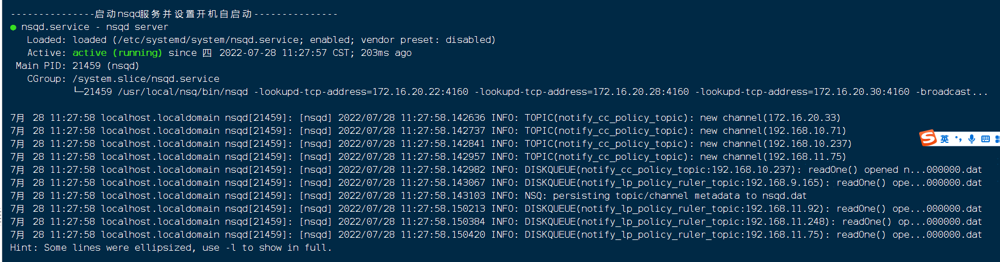 ---------------启动nsqd服务并设置开机自启动---------------
● nsqd.service - nsqd server
Loaded: loaded (/etc/systemd/system/nsqd.service; enabled; vendor preset: disabled)
Active: active (running) since 四 2022-07-28 11:27:57 CST; 203ms ago
Main PID: 21459 (nsqd)
CGroup: /system.slice/nsqd.service
└─21459 /usr/local/nsq/bin/nsqd -lookupd-tcp-address=172.16.20.22:4160 -lookupd-tcp-address=172.16.20.28:4160 -lookupd-tcp-address=172.16.20.30:4160 -broadcast...
7月 28 11:27:58 localhost.localdomain nsqd[21459]: [nsqd] 2022/07/28 11:27:58.142636 INFO: TOPIC(notify_cc_policy_topic): new channel(172.16.20.33)
7月 28 11:27:58 localhost.localdomain nsqd[21459]: [nsqd] 2022/07/28 11:27:58.142737 INFO: TOPIC(notify_cc_policy_topic): new channel(192.168.10.71)
7月 28 11:27:58 localhost.localdomain nsqd[21459]: [nsqd] 2022/07/28 11:27:58.142841 INFO: TOPIC(notify_cc_policy_topic): new channel(192.168.10.237)
7月 28 11:27:58 localhost.localdomain nsqd[21459]: [nsqd] 2022/07/28 11:27:58.142957 INFO: TOPIC(notify_cc_policy_topic): new channel(192.168.11.75)
7月 28 11:27:58 localhost.localdomain nsqd[21459]: [nsqd] 2022/07/28 11:27:58.142982 INFO: DISKQUEUE(notify_cc_policy_topic:192.168.10.237): readOne() opened n...000000.dat
7月 28 11:27:58 localhost.localdomain nsqd[21459]: [nsqd] 2022/07/28 11:27:58.143067 INFO: DISKQUEUE(notify_lp_policy_ruler_topic:192.168.9.165): readOne() ope...000000.dat
7月 28 11:27:58 localhost.localdomain nsqd[21459]: [nsqd] 2022/07/28 11:27:58.143103 INFO: NSQ: persisting topic/channel metadata to nsqd.dat
7月 28 11:27:58 localhost.localdomain nsqd[21459]: [nsqd] 2022/07/28 11:27:58.150213 INFO: DISKQUEUE(notify_lp_policy_ruler_topic:192.168.11.92): readOne() ope...000000.dat
7月 28 11:27:58 localhost.localdomain nsqd[21459]: [nsqd] 2022/07/28 11:27:58.150384 INFO: DISKQUEUE(notify_lp_policy_ruler_topic:192.168.11.248): readOne() op...000000.dat
7月 28 11:27:58 localhost.localdomain nsqd[21459]: [nsqd] 2022/07/28 11:27:58.150420 INFO: DISKQUEUE(notify_lp_policy_ruler_topic:192.168.11.75): readOne() ope...000000.dat
Hint: Some lines were ellipsized, use -l to show in full.
S 英